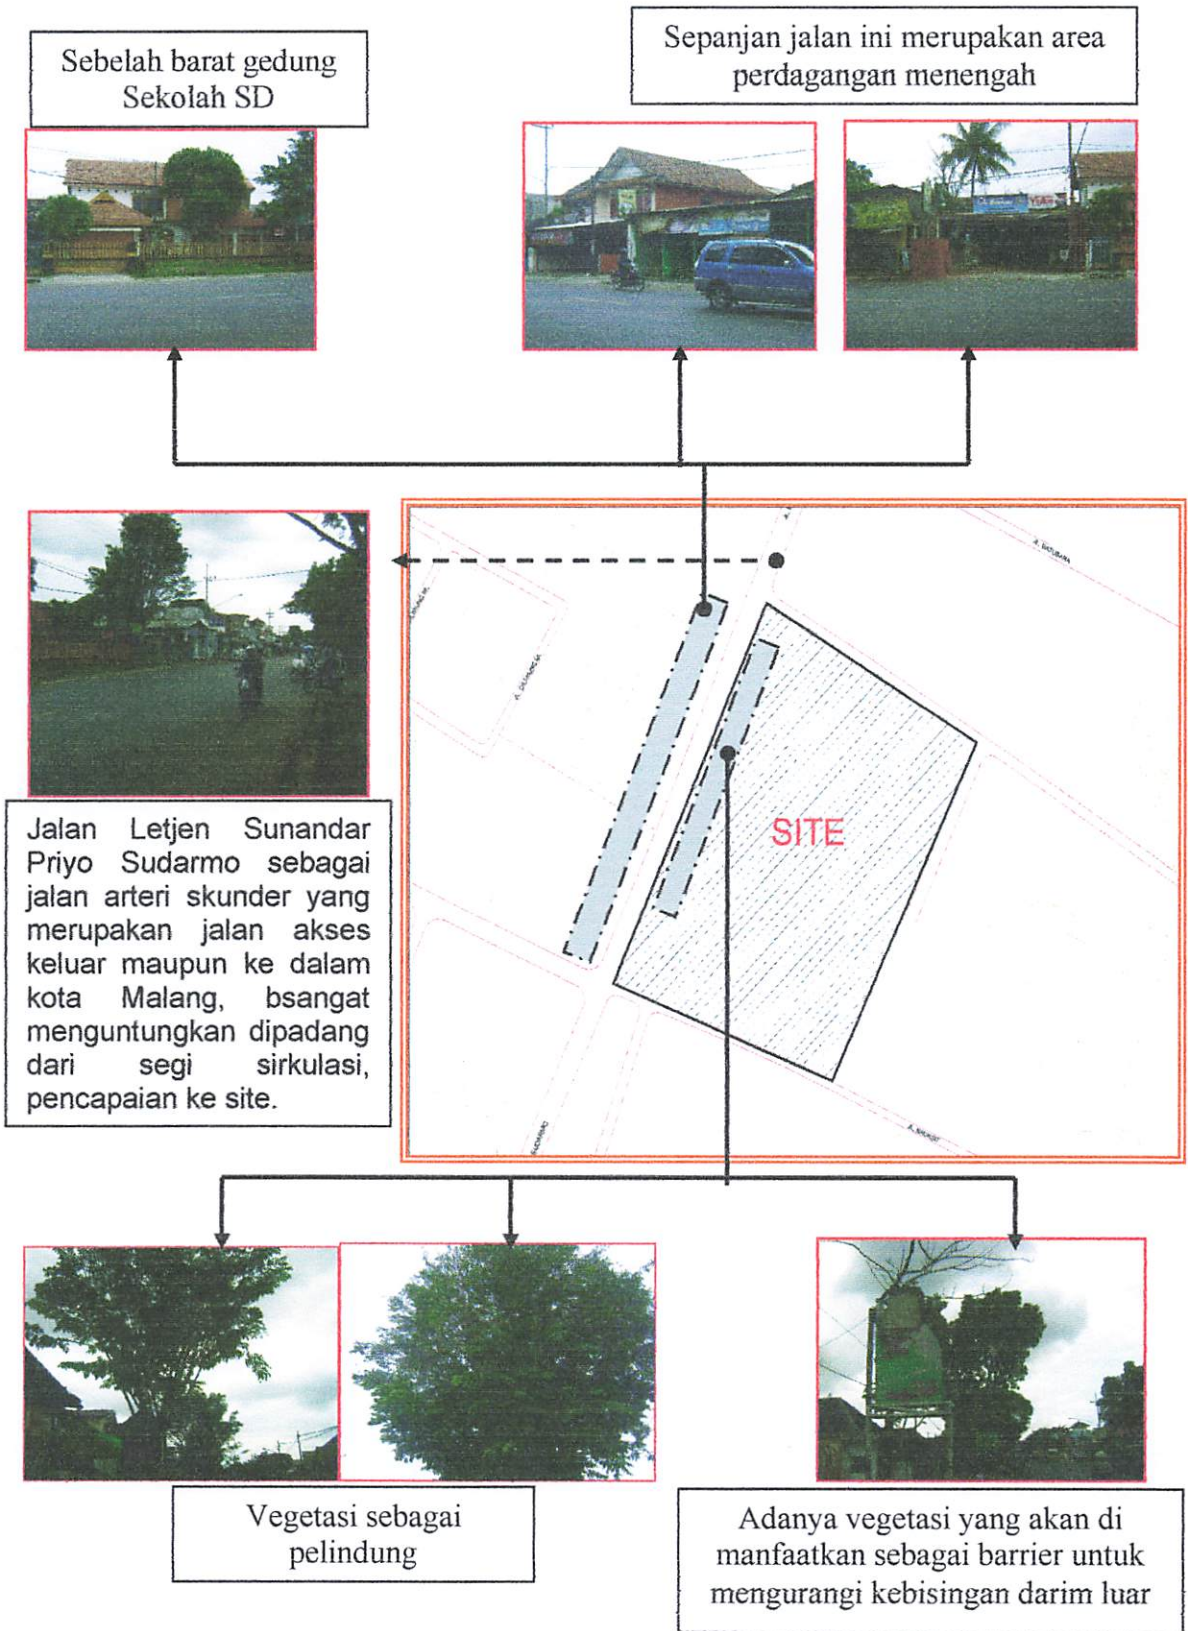 Sebelah barat gedung
Sekolah SD
Sepanjan jalan ini merupakan area
perdagangan menengah
Jalan Letjen Sunandar
Priyo Sudarmo sebagai
jalan arteri skunder yang
merupakan jalan akses
keluar maupun ke dalam
kota Malang, bsangat
menguntungkan dipadang
dari segi sirkulasi,
pencapaian ke site.
SITE
Vegetasi sebagai
pelindung
Adanya vegetasi yang akan di
manfaatkan sebagai barrier untuk
mengurangi kebisingan darim luar